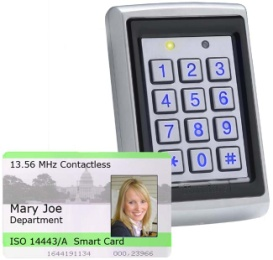 1 2 3
4 5 6
7 8 9
* 0 #
13.56 MHz Contactless
Mary Joe
Department
ISO 14443/A Smart Card
1644191134 000,23966